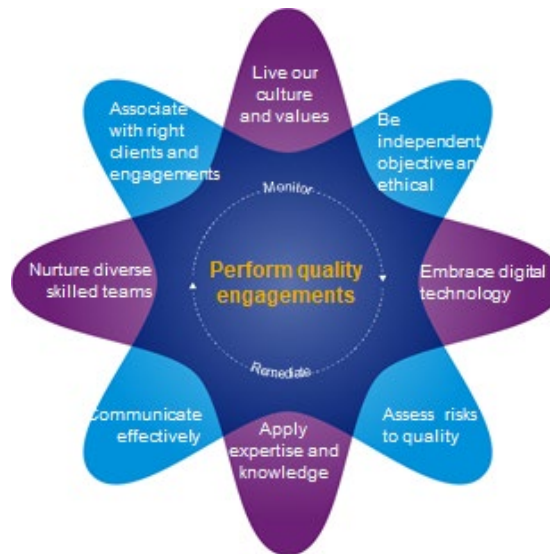 Live our
culture
and values
Associate
with right
clients and
engagements
Be
independent,
objective an
ethical
Monitor
Nurture diverse
skilled teams
Perform quality
engagements
Embrace digital
technology
Remediate
Communicate
effectively
Apply
expertise and
knowledge
Assess risks
to quality